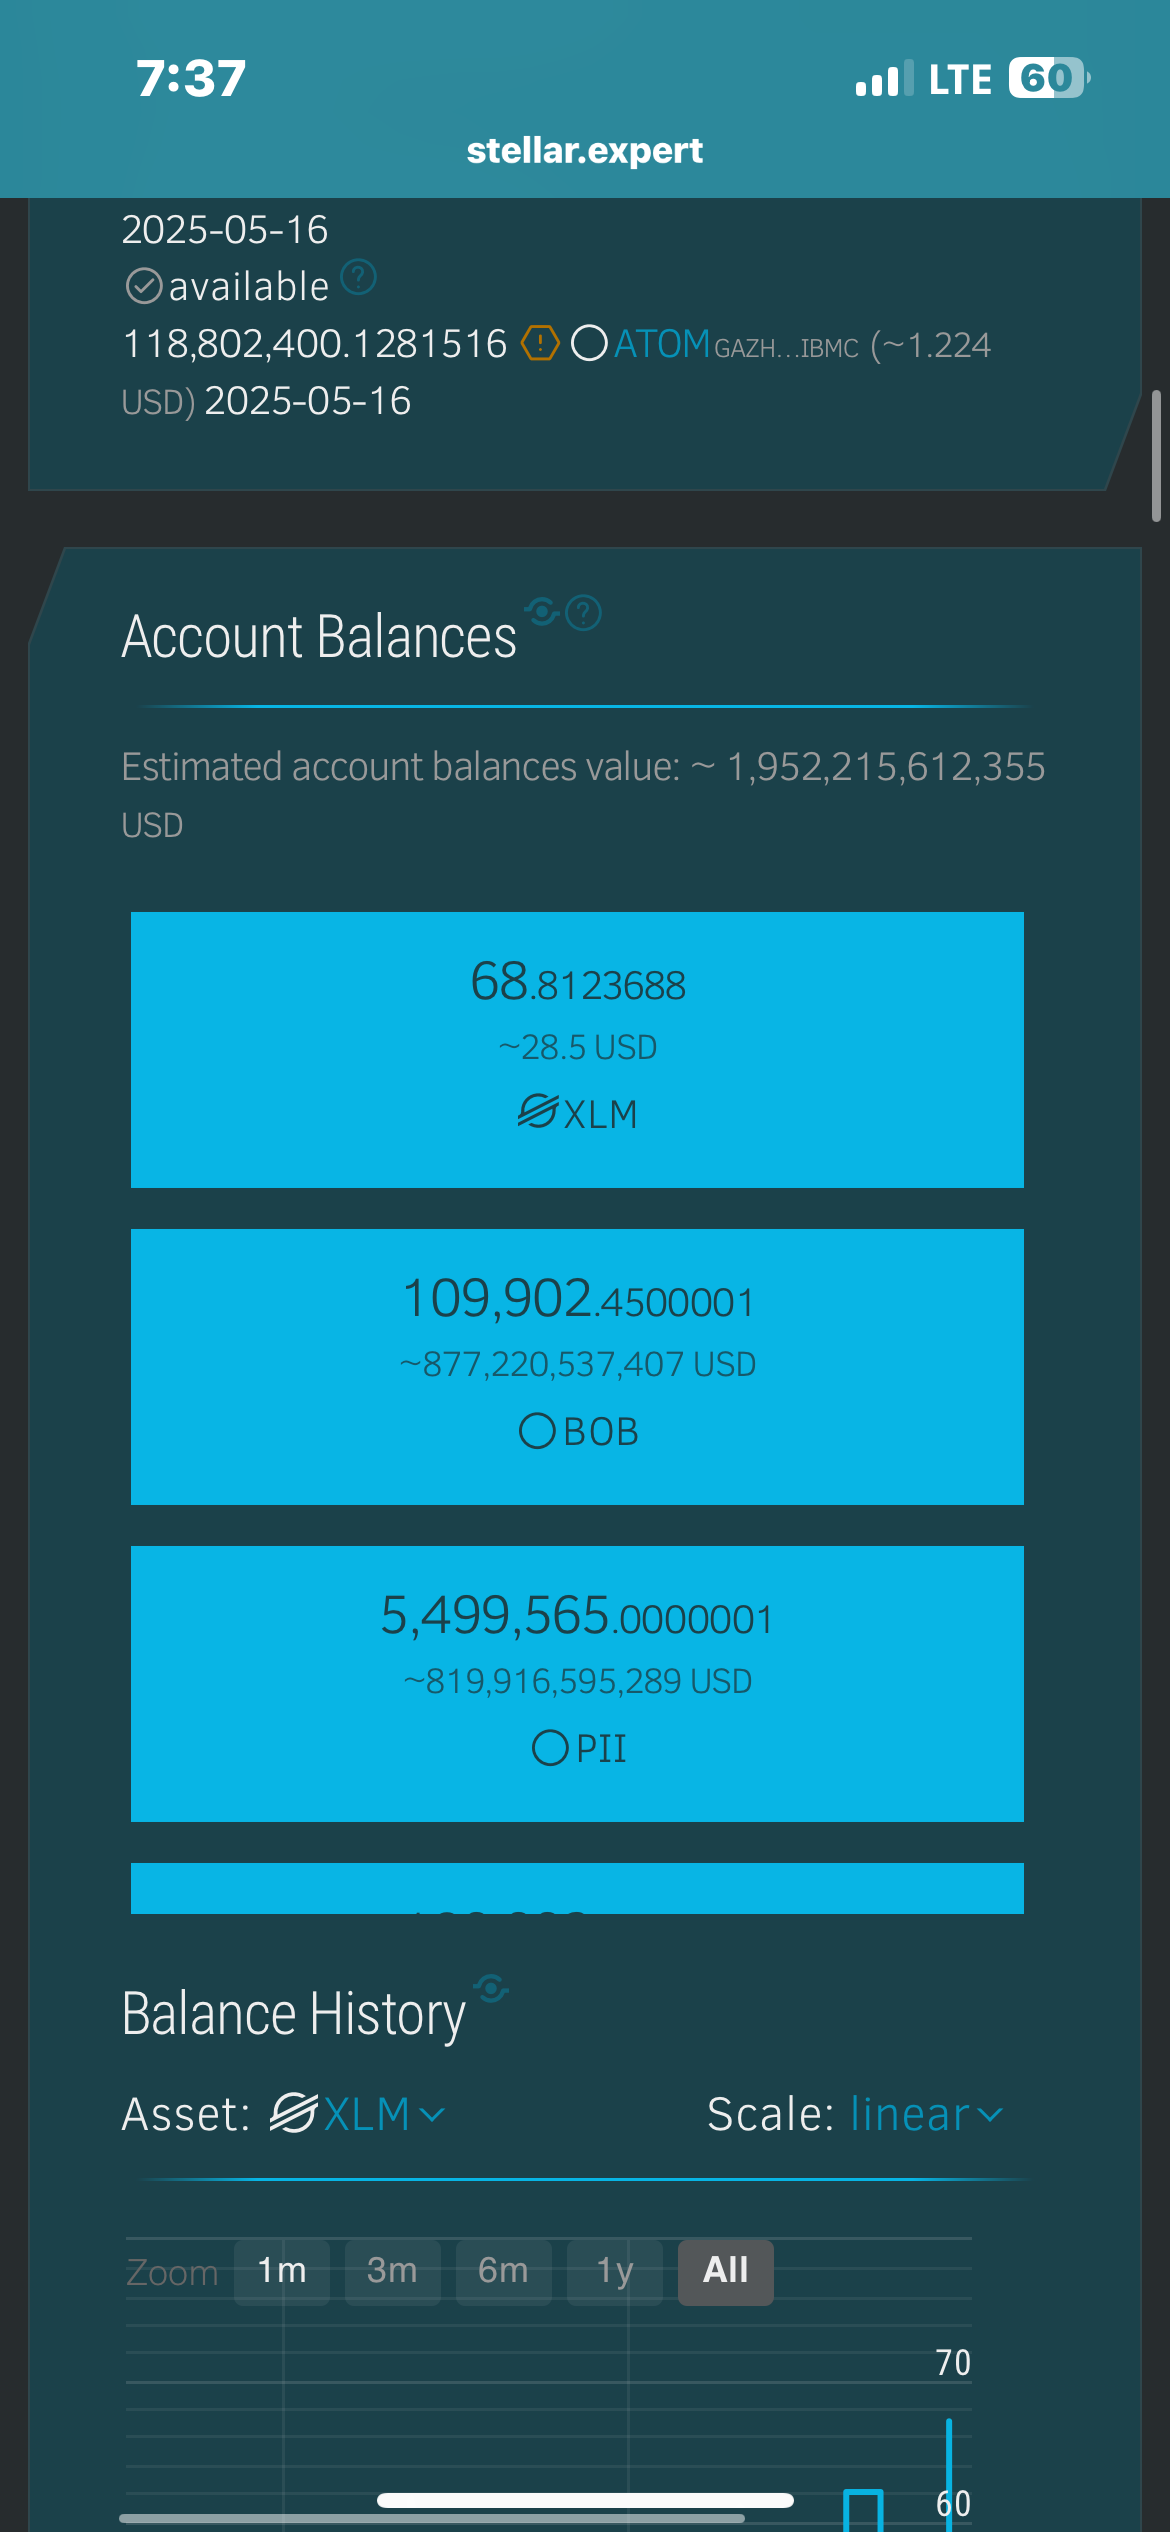 7:37
LTE 60
stellar.expert
2025-05-16
available ?
118,802,400.1281516 ! ATOM GAZH...IBMC (~1.224
USD) 2025-05-16
Account Balances ?
Estimated account balances value: ~ 1,952,215,612,355
USD
68.8123688
~28.5 USD
XLM
109,902.4500001
~877,220,537,407 USD
BOB
5,499,565.0000001
~819,916,595,289 USD
PII
Balance History
Asset: XLM Scale: linear
Zoom 1m 3m 6m 1y All
70
60